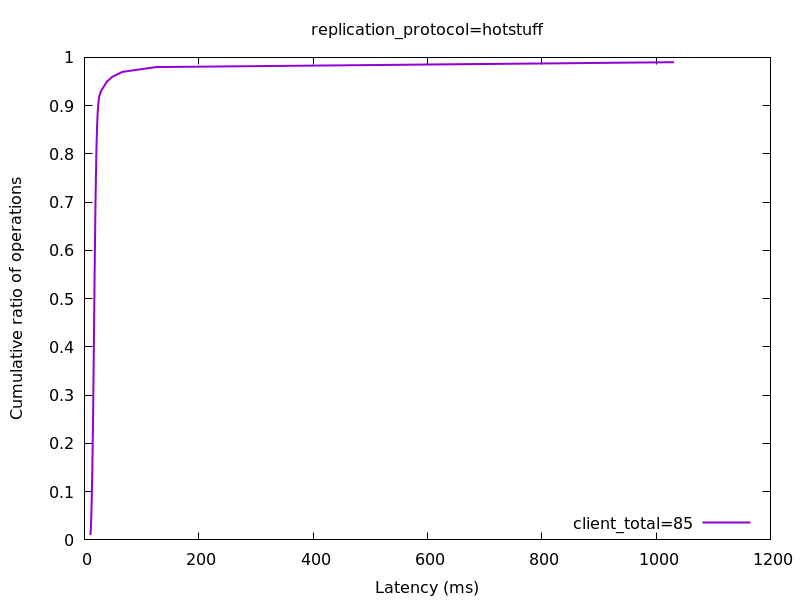 replication_protocol=hotstuff
1
0.9
0.8
0.7
0.6
0.5
0.4
0.3
0.2
0.1
0
Cumulative ratio of operations
client_total=85
0 200 400 600 800 1000 1200
Latency (ms)